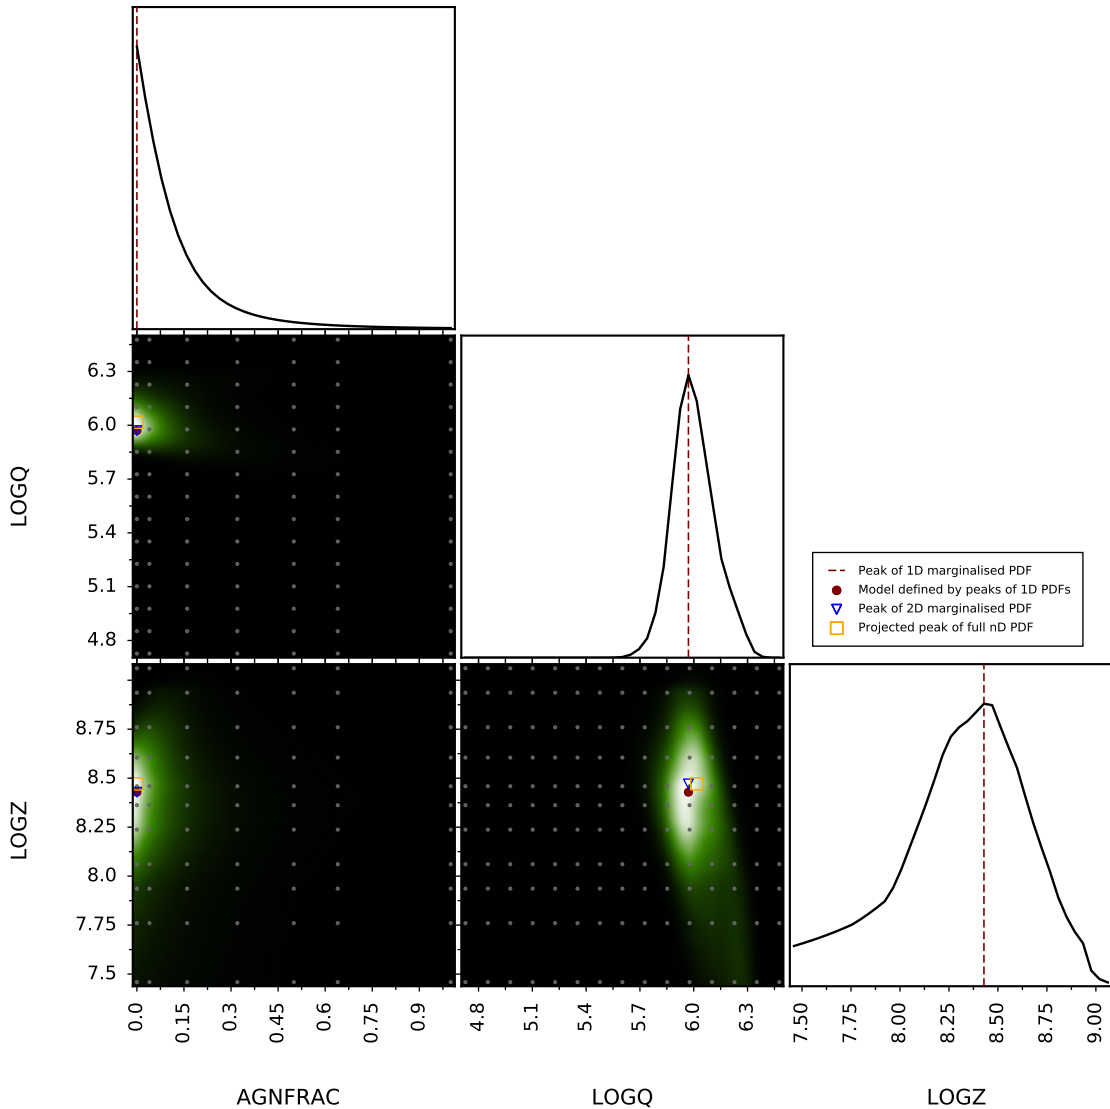 6.3
6.0
5.7
5.4
5.1
4.8
LOGQ
Peak of 1D marginalised PDF
Model defined by peaks of 1D PDFs
Peak of 2D marginalised PDF
Projected peak of full nD PDF
8.75
8.5
8.25
8.0
7.75
7.5
LOGZ
0.0 0.15 0.3 0.45 0.6 0.75 0.9
4.8 5.1 5.4 5.7 6.0 6.3
7.50 7.75 8.00 8.25 8.50 8.75 9.00
AGNFRAC LOGQ LOGZ